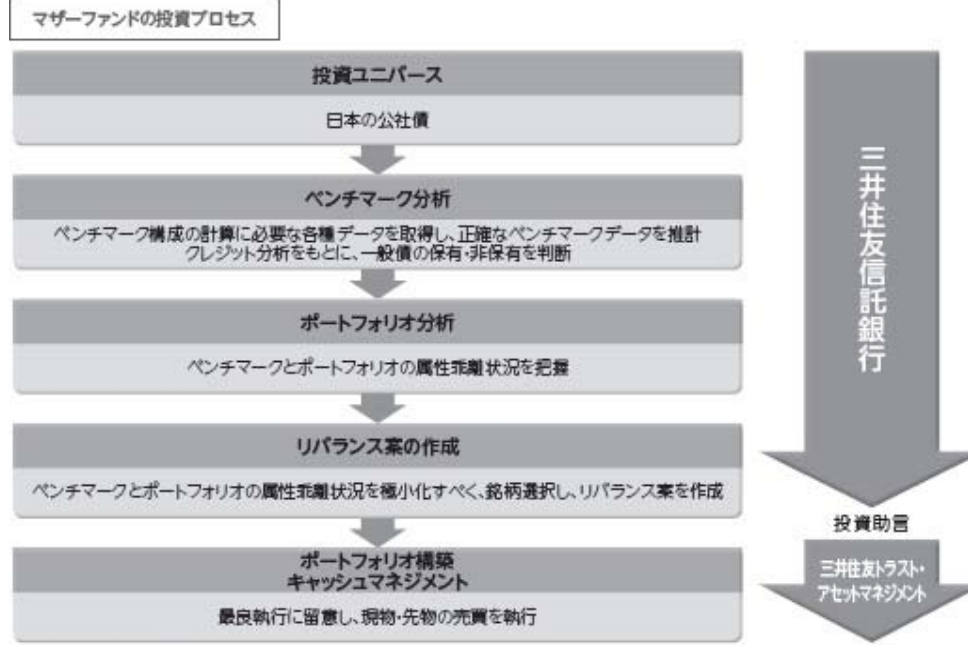 マザーファンドの投資プロセス
投資ユニバース
日本の公社債
ベンチマーク分析
ベンチマーク構成の計算に必要な各種データを取得し、正確なベンチマークデータを推計
クレジット分析をもとに、一般債の保有・非保有を判断
ポートフォリオ分析
ベンチマークとポートフォリオの属性乖離状況を把握
リバランス案の作成
ベンチマークとポートフォリオの属性乖離状況を極小化すべく、銘柄選択し、リバランス案を作成
ポートフォリオ構築
キャッシュマネジメント
最良執行に留意し、現物・先物の売買を執行
三井住友信託銀行
投資助言
三井住友トラスト・
アセットマネジメント